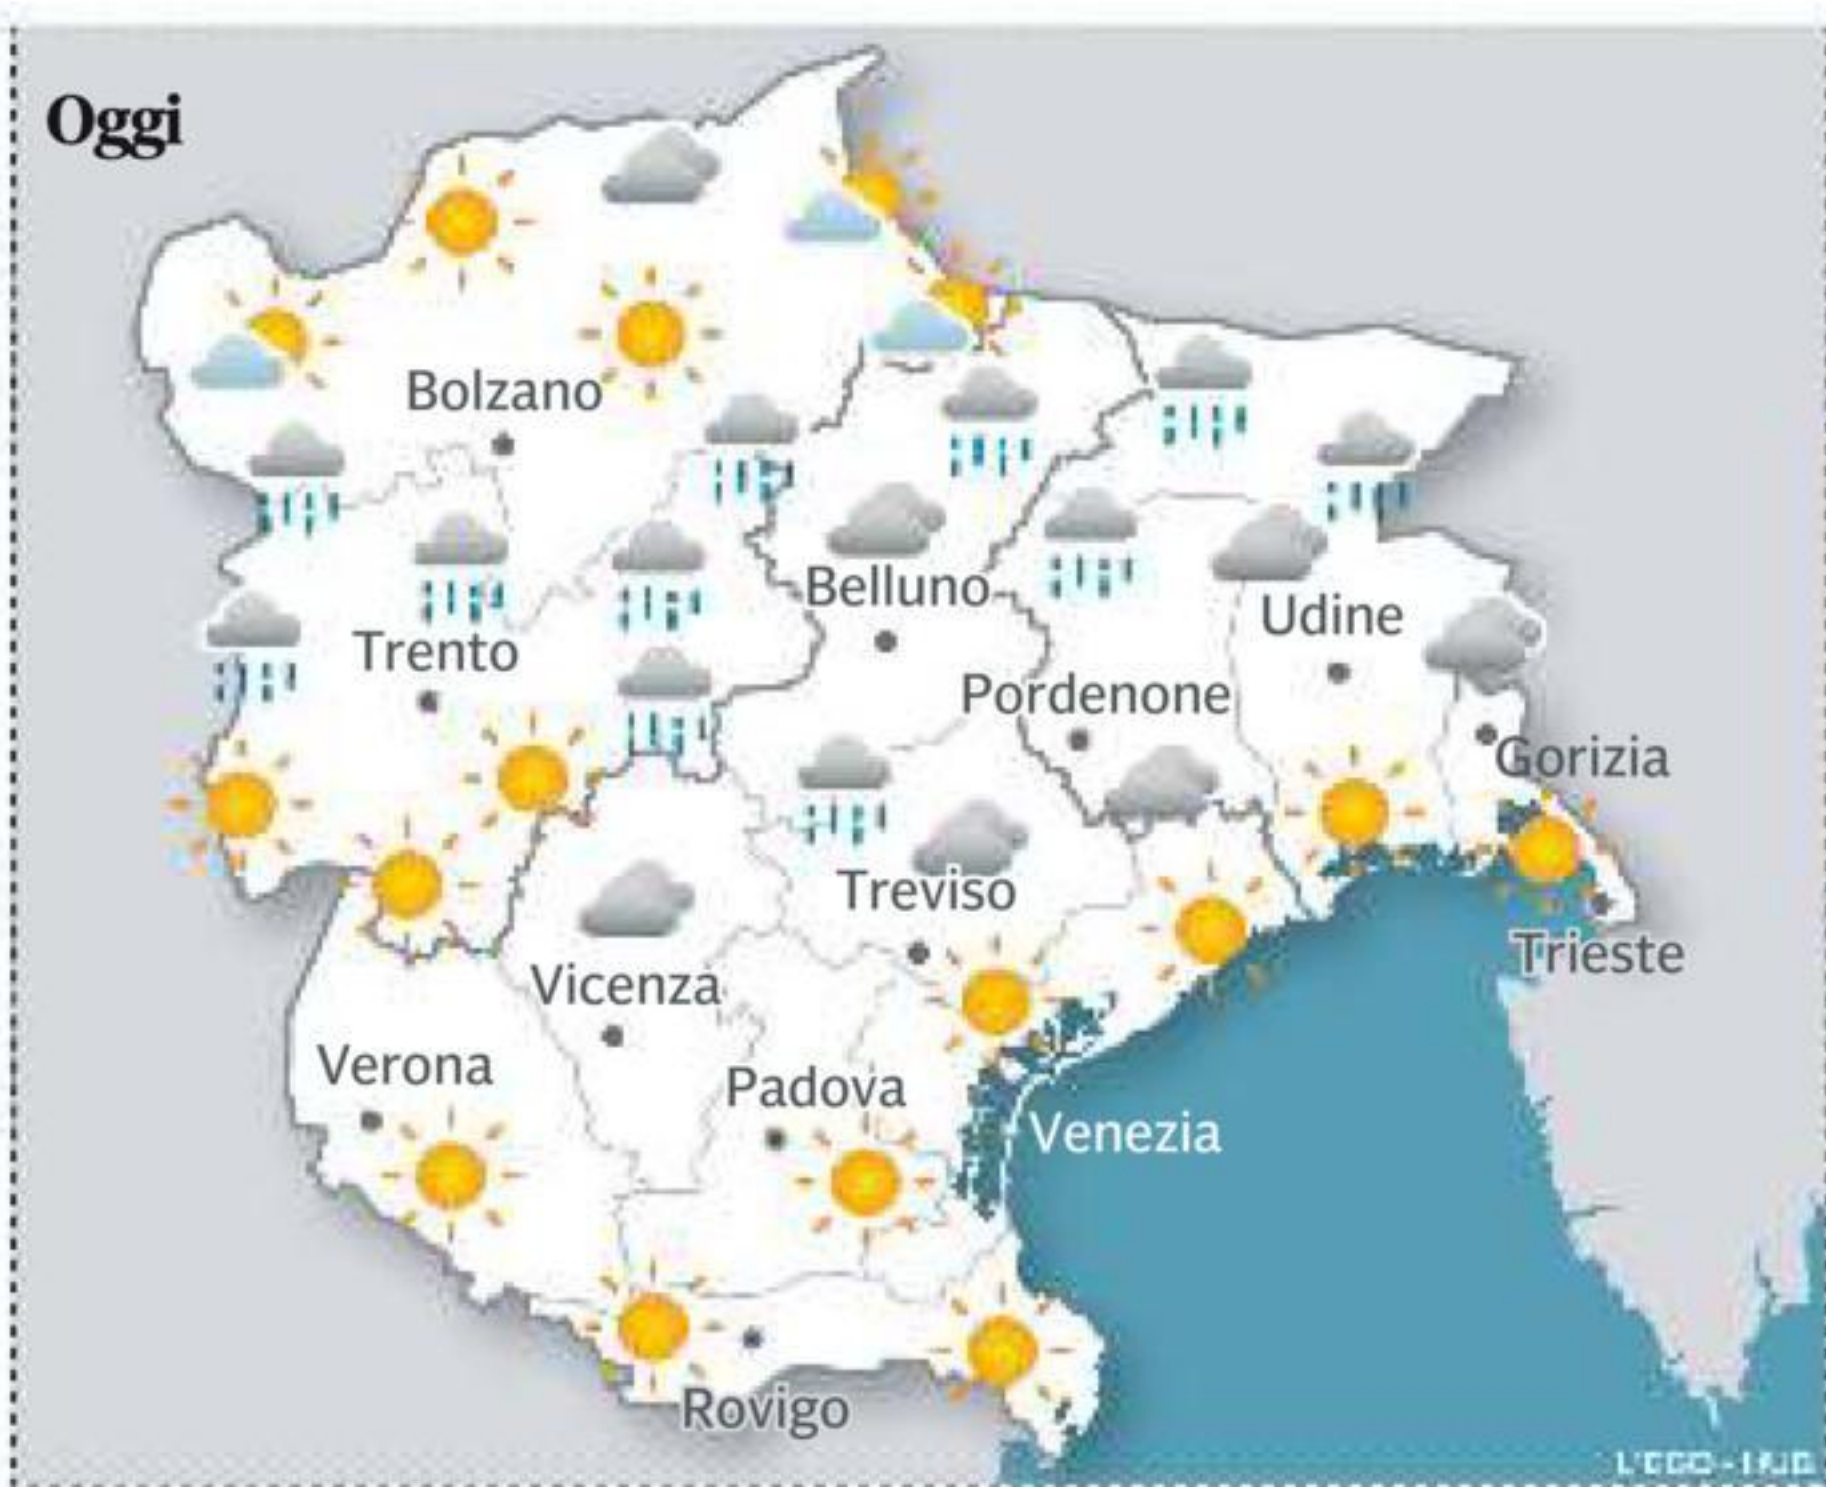 Oggi
Bolzano
Belluno
Udine
Trento
Pordenone
Gorizia
Treviso
Trieste
Vicenza
Verona
Padova
Venezia
Rovigo